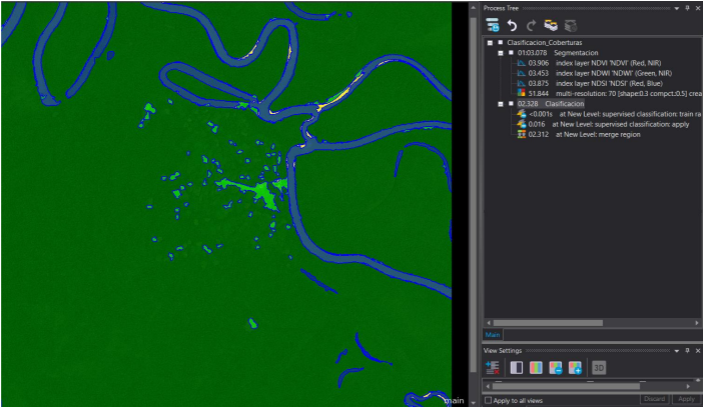 Process Tree
Clasificacion_Coberturas
01:03.078 Segmentacion
03.906 index layer NDVI 'NDVI' (Red, NIR)
03.453 index layer NDWI 'NDWI' (Green, NIR)
03.875 index layer NDSI 'NDSI' (Red, Blue)
51.844 multi-resolution: 70 [shape:0.3 compct.:0.5] crea
02.328 Clasificacion
<0.001s at New Level: supervised classification: train ra
0.016 at New Level: supervised classification: apply
02.312 at New Level: merge region
Main
View Settings
3D
main
Apply to all views Discard Apply